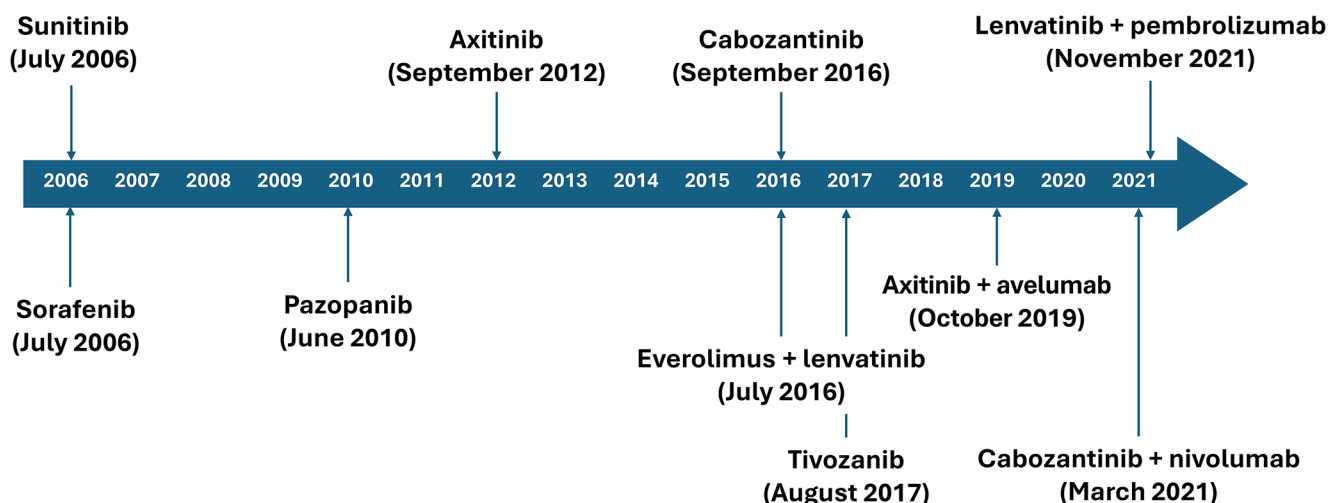 Sunitinib
(July 2006)
Axitinib
(September 2012)
Cabozantinib
(September 2016)
Lenvatinib + pembrolizumab
(November 2021)
2006 2007 2008 2009 2010 2011 2012 2013 2014 2015 2016 2017 2018 2019 2020 2021
Sorafenib
(July 2006)
Pazopanib
(June 2010)
Everolimus + lenvatinib
(July 2016)
Tivozanib
(August 2017)
Axitinib + avelumab
(October 2019)
Cabozantinib + nivolumab
(March 2021)